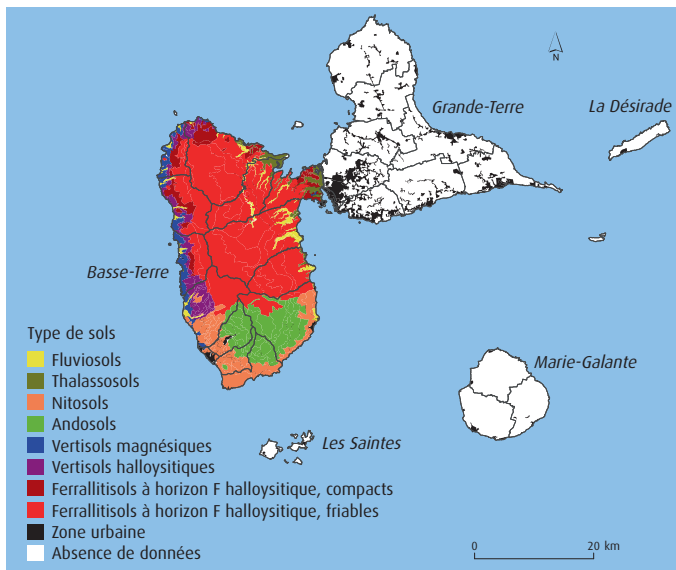 N
Grande-Terre
La Désirade
Basse-Terre
Type de sols
Fluviosols
Thalassosols
Nitosols
Andosols
Vertisols magnésiques
Vertisols halloysitiques
Ferrallitisols à horizon F halloysitique, compacts
Ferrallitisols à horizon F halloysitique, friables
Zone urbaine
Absence de données
Marie-Galante
Les Saintes
0 20 km